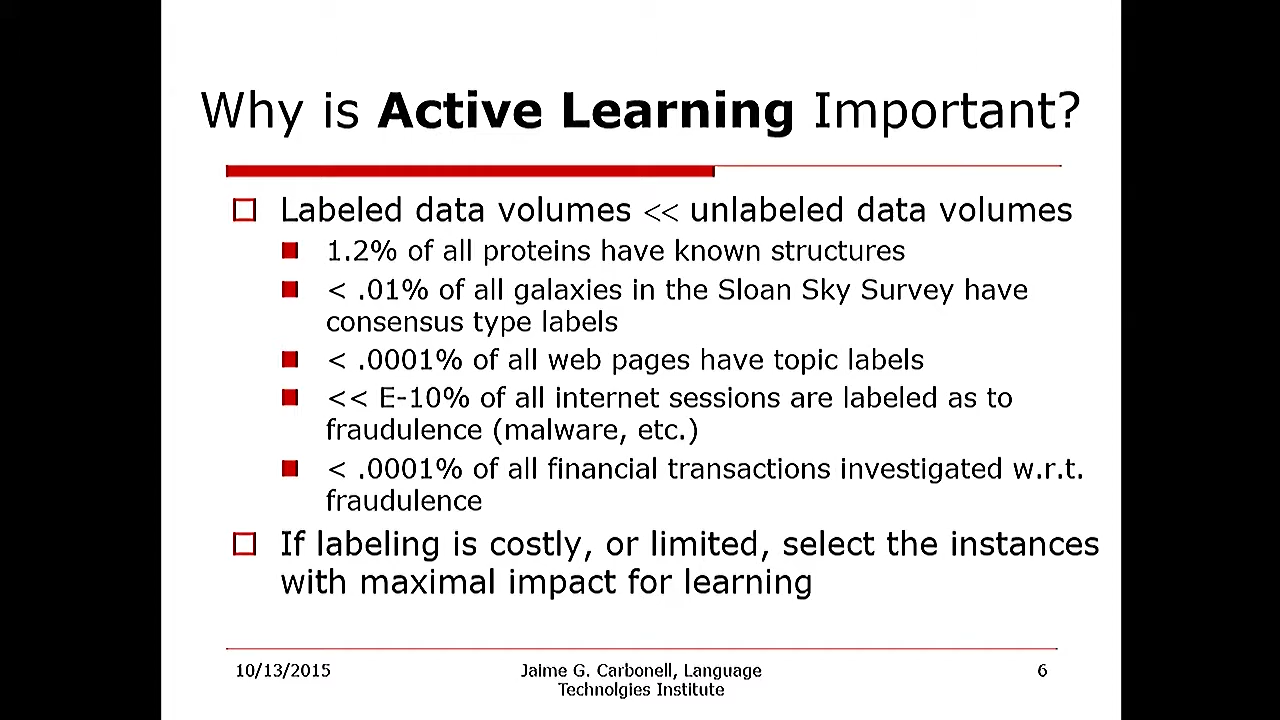 Why is Active Learning Important?
Labeled data volumes << unlabeled data volumes
1.2% of all proteins have known structures
< .01% of all galaxies in the Sloan Sky Survey have
consensus type labels
< .0001% of all web pages have topic labels
<< E-10% of all internet sessions are labeled as to
fraudulence (malware, etc.)
< .0001% of all financial transactions investigated w.r.t.
fraudulence
If labeling is costly, or limited, select the instances
with maximal impact for learning
10/13/2015
Jaime G. Carbonell, Language
Technolgies Institute
6